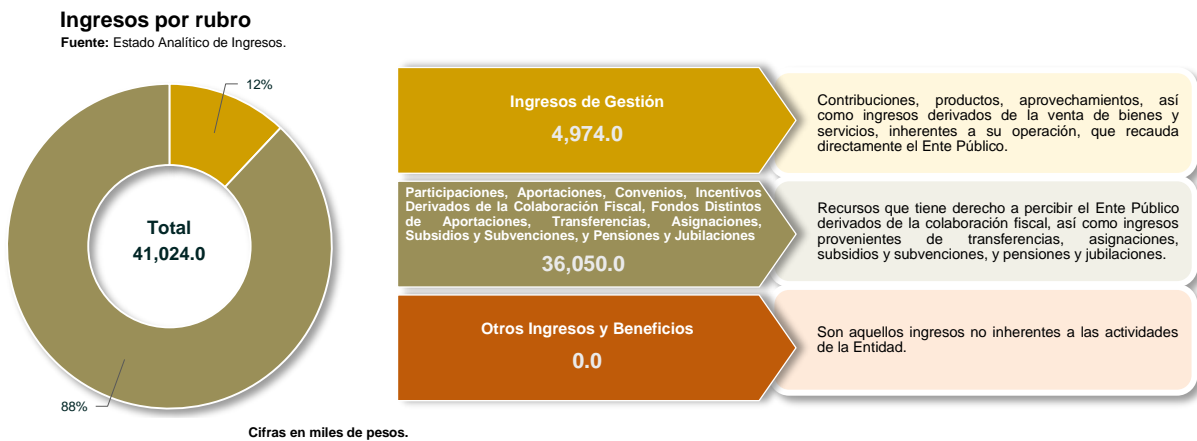 Ingresos por rubro
Fuente: Estado Analítico de Ingresos.
12%
Total
41,024.0
88%
Ingresos de Gestión
4,974.0
Contribuciones, productos, aprovechamientos, así
como ingresos derivados de la venta de bienes y
servicios, inherentes a su operación, que recauda
directamente el Ente Público.
Participaciones, Aportaciones, Convenios, Incentivos
Derivados de la Colaboración Fiscal, Fondos Distintos
de Aportaciones, Transferencias, Asignaciones,
Subsidios y Subvenciones, y Pensiones y Jubilaciones
36,050.0
Recursos que tiene derecho a percibir el Ente Público
derivados de la colaboración fiscal, así como ingresos
provenientes de transferencias, asignaciones,
subsidios y subvenciones, y pensiones y jubilaciones.
Otros Ingresos y Beneficios
0.0
Son aquellos ingresos no inherentes a las actividades
de la Entidad.
Cifras en miles de pesos.